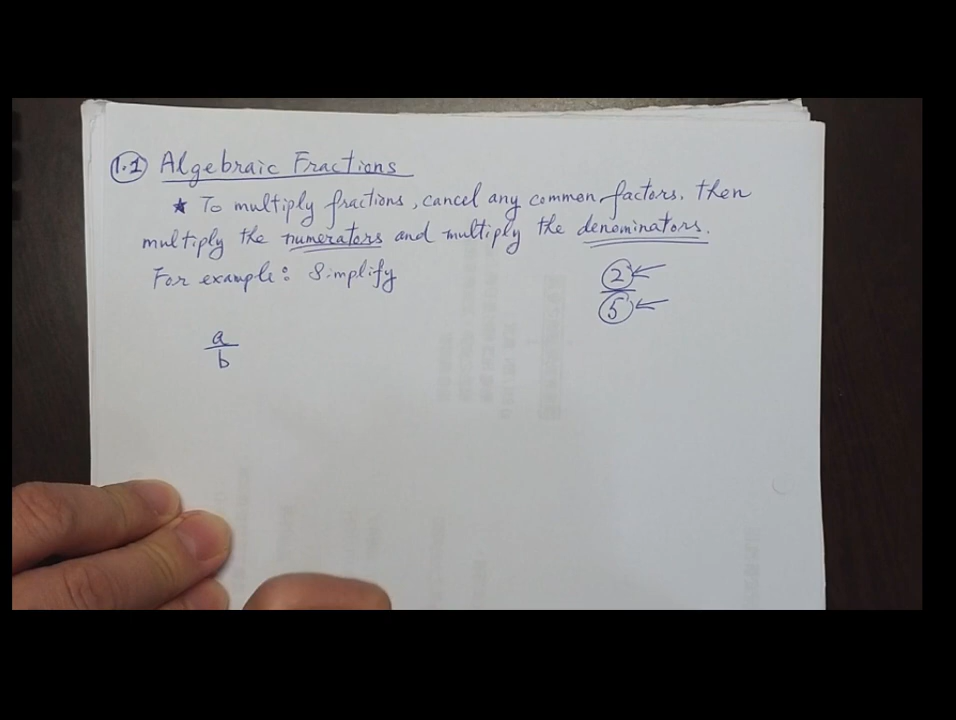 1.1 Algebraic Fractions
★ To multiply fractions, cancel any common factors. Then
multiply the numerators and multiply the denominators.
For example: Simplify
2 ←
5 ←
a
b